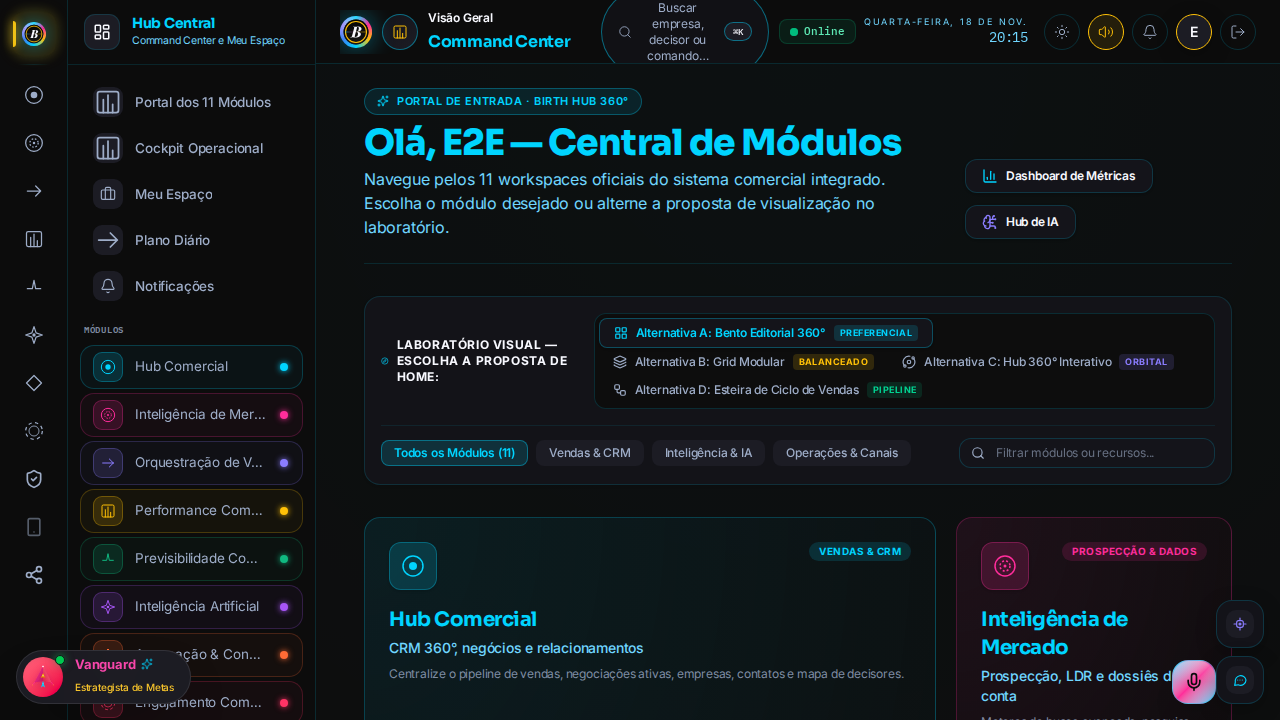 B
Hub Central
Command Center e Meu Espaço
B
Visão Geral
Command Center
Buscar
empresa,
decisor ou
comando...
⌘K
Online
QUARTA-FEIRA, 18 DE NOV.
20:15
E
Portal dos 11 Módulos
Cockpit Operacional
Meu Espaço
Plano Diário
Notificações
MÓDULOS
Hub Comercial
Inteligência de Mer...
Orquestração de V...
Performance Com...
Previsibilidade Co...
Inteligência Artificial
ação & Con...
Engajamento Com...
Vanguard
Estrategista de Metas
PORTAL DE ENTRADA · BIRTH HUB 360°
Olá, E2E — Central de Módulos
Navegue pelos 11 workspaces oficiais do sistema comercial integrado.
Escolha o módulo desejado ou alterne a proposta de visualização no
laboratório.
Dashboard de Métricas
Hub de IA
LABORATÓRIO VISUAL —
ESCOLHA A PROPOSTA DE
HOME:
Alternativa A: Bento Editorial 360° PREFERENCIAL
Alternativa B: Grid Modular BALANCEADO
Alternativa C: Hub 360° Interativo ORBITAL
Alternativa D: Esteira de Ciclo de Vendas PIPELINE
Todos os Módulos (11)
Vendas & CRM
Inteligência & IA
Operações & Canais
Filtrar módulos ou recursos...
VENDAS & CRM
Hub Comercial
CRM 360°, negócios e relacionamentos
Centralize o pipeline de vendas, negociações ativas, empresas, contatos e mapa de decisores.
PROSPECÇÃO & DADOS
Inteligência de
Mercado
Prospecção, LDR e dossiês d
conta